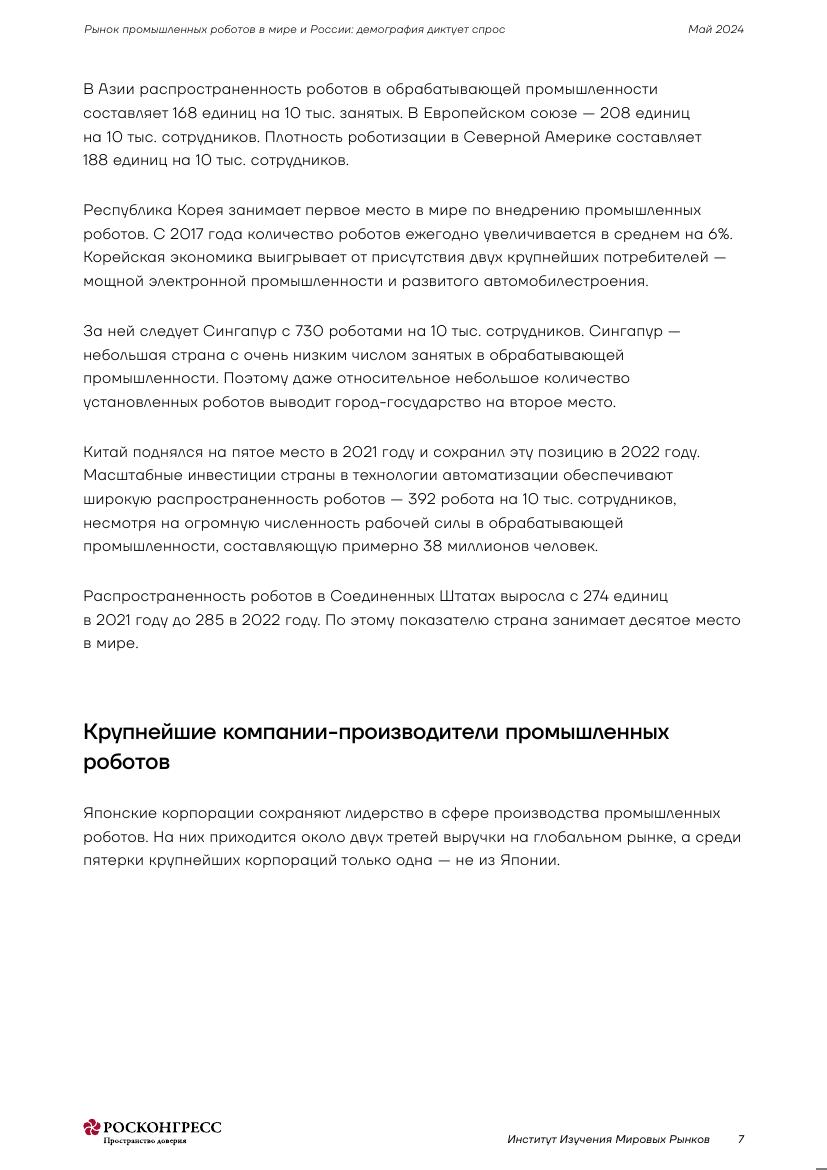 Рынок промышленных роботов в мире и России: демография диктует спрос
Май 2024
В Азии распространенность роботов в обрабатывающей промышленности
составляет 168 единиц на 10 тыс. занятых. В Европейском союзе — 208 единиц
на 10 тыс. сотрудников. Плотность роботизации в Северной Америке составляет
188 единиц на 10 тыс. сотрудников.
Республика Корея занимает первое место в мире по внедрению промышленных
роботов. С 2017 года количество роботов ежегодно увеличивается в среднем на 6%.
Корейская экономика выигрывает от присутствия двух крупнейших потребителей —
мощной электронной промышленности и развитого автомобилестроения.
За ней следует Сингапур с 730 роботами на 10 тыс. сотрудников. Сингапур —
небольшая страна с очень низким числом занятых в обрабатывающей
промышленности. Поэтому даже относительное небольшое количество
установленных роботов выводит город-государство на второе место.
Китай поднялся на пятое место в 2021 году и сохранил эту позицию в 2022 году.
Масштабные инвестиции страны в технологии автоматизации обеспечивают
широкую распространенность роботов — 392 робота на 10 тыс. сотрудников,
несмотря на огромную численность рабочей силы в обрабатывающей
промышленности, составляющую примерно 38 миллионов человек.
Распространенность роботов в Соединенных Штатах выросла с 274 единиц
в 2021 году до 285 в 2022 году. По этому показателю страна занимает десятое место
в мире.
Крупнейшие компании-производители промышленных
роботов
Японские корпорации сохраняют лидерство в сфере производства промышленных
роботов. На них приходится около двух третей выручки на глобальном рынке, а среди
пятерки крупнейших корпораций только одна — не из Японии.
РОСКОНГРЕСС
Пространство доверия
Институт Изучения Мировых Рынков
7